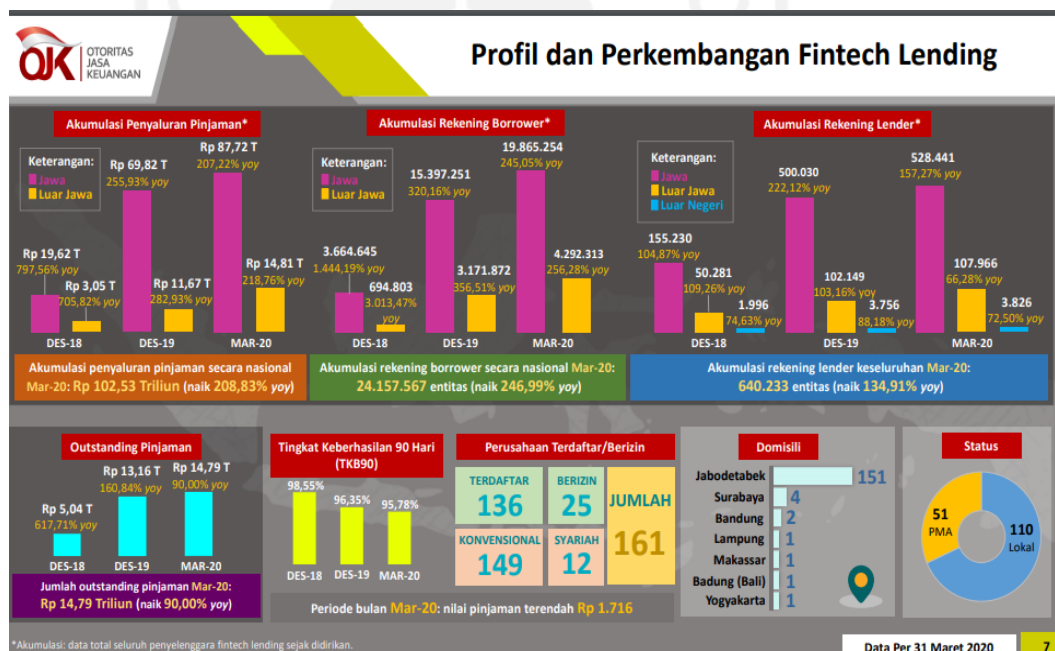 OJK
OTORITAS
JASA
KEUANGAN
Profil dan Perkembangan Fintech Lending
Akumulasi Penyaluran Pinjaman*
Keterangan:
Jawa
Luar Jawa
Rp 19,62 T
797,56% yoy
Rp 3,05 T
705,82% yoy
Rp 69,82 T
255,93% yoy
Rp 11,67 T
282,93% yoy
Rp 87,72 T
207,22% yoy
Rp 14,81 T
218,76% yoy
DES-18
DES-19
MAR-20
Akumulasi penyaluran pinjaman secara nasional
Mar-20: Rp 102,53 Triliun (naik 208,83% yoy)
Akumulasi Rekening Borrower*
Keterangan:
Jawa
Luar Jawa
3.664.645
1.444,19% yoy
694.803
3.013,47%
yoy
15.397.251
320,16% yoy
3.171.872
356,51% yoy
19.865.254
245,05% yoy
4.292.313
256,28% yoy
DES-18
DES-19
MAR-20
Akumulasi rekening borrower secara nasional Mar-20:
24.157.567 entitas (naik 246,99% yoy)
Akumulasi Rekening Lender*
Keterangan:
Jawa
Luar Jawa
Luar Negeri
155.230
104,87% yoy
50.281
109,26% yoy
1.996
74,63% yoy
500.030
222,12% yoy
102.149
103,16% yoy
3.756
88,18% yoy
528.441
157,27% yoy
107.966
66,28% yoy
3.826
72,50% yoy
DES-18
DES-19
MAR-20
Akumulasi rekening lender keseluruhan Mar-20:
640.233 entitas (naik 134,91% yoy)
Outstanding Pinjaman
Rp 5,04 T
617,71% yoy
Rp 13,16 T
160,84% yoy
Rp 14,79 T
90,00% yoy
DES-18
DES-19
MAR-20
Jumlah outstanding pinjaman Mar-20:
Rp 14,79 Triliun (naik 90,00% yoy)
Tingkat Keberhasilan 90 Hari
(TKB90)
98,55%
96,35%
95,78%
DES-18
DES-19
MAR-20
Perusahaan Terdaftar/Berizin
TERDAFTAR
136
BERIZIN
25
KONVENSIONAL
149
SYARIAH
12
JUMLAH
161
Periode bulan Mar-20: nilai pinjaman terendah Rp 1.716
Domisili
Jabodetabek 151
Surabaya 4
Bandung 2
Lampung 1
Makassar 1
Badung (Bali) 1
Yogyakarta 1
Status
51
PMA
110
Lokal
*Akumulasi: data total seluruh penyelenggara fintech lending sejak didirikan.
Data Per 31 Maret 2020
7